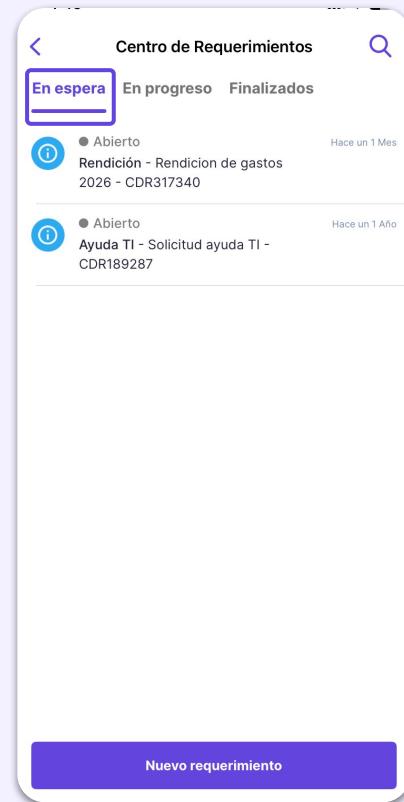 Centro de Requerimientos
En espera En progreso Finalizados
Abierto Hace un 1 Mes
Rendición - Rendicion de gastos
2026 - CDR317340
Abierto Hace un 1 Año
Ayuda TI - Solicitud ayuda TI -
CDR189287
Nuevo requerimiento